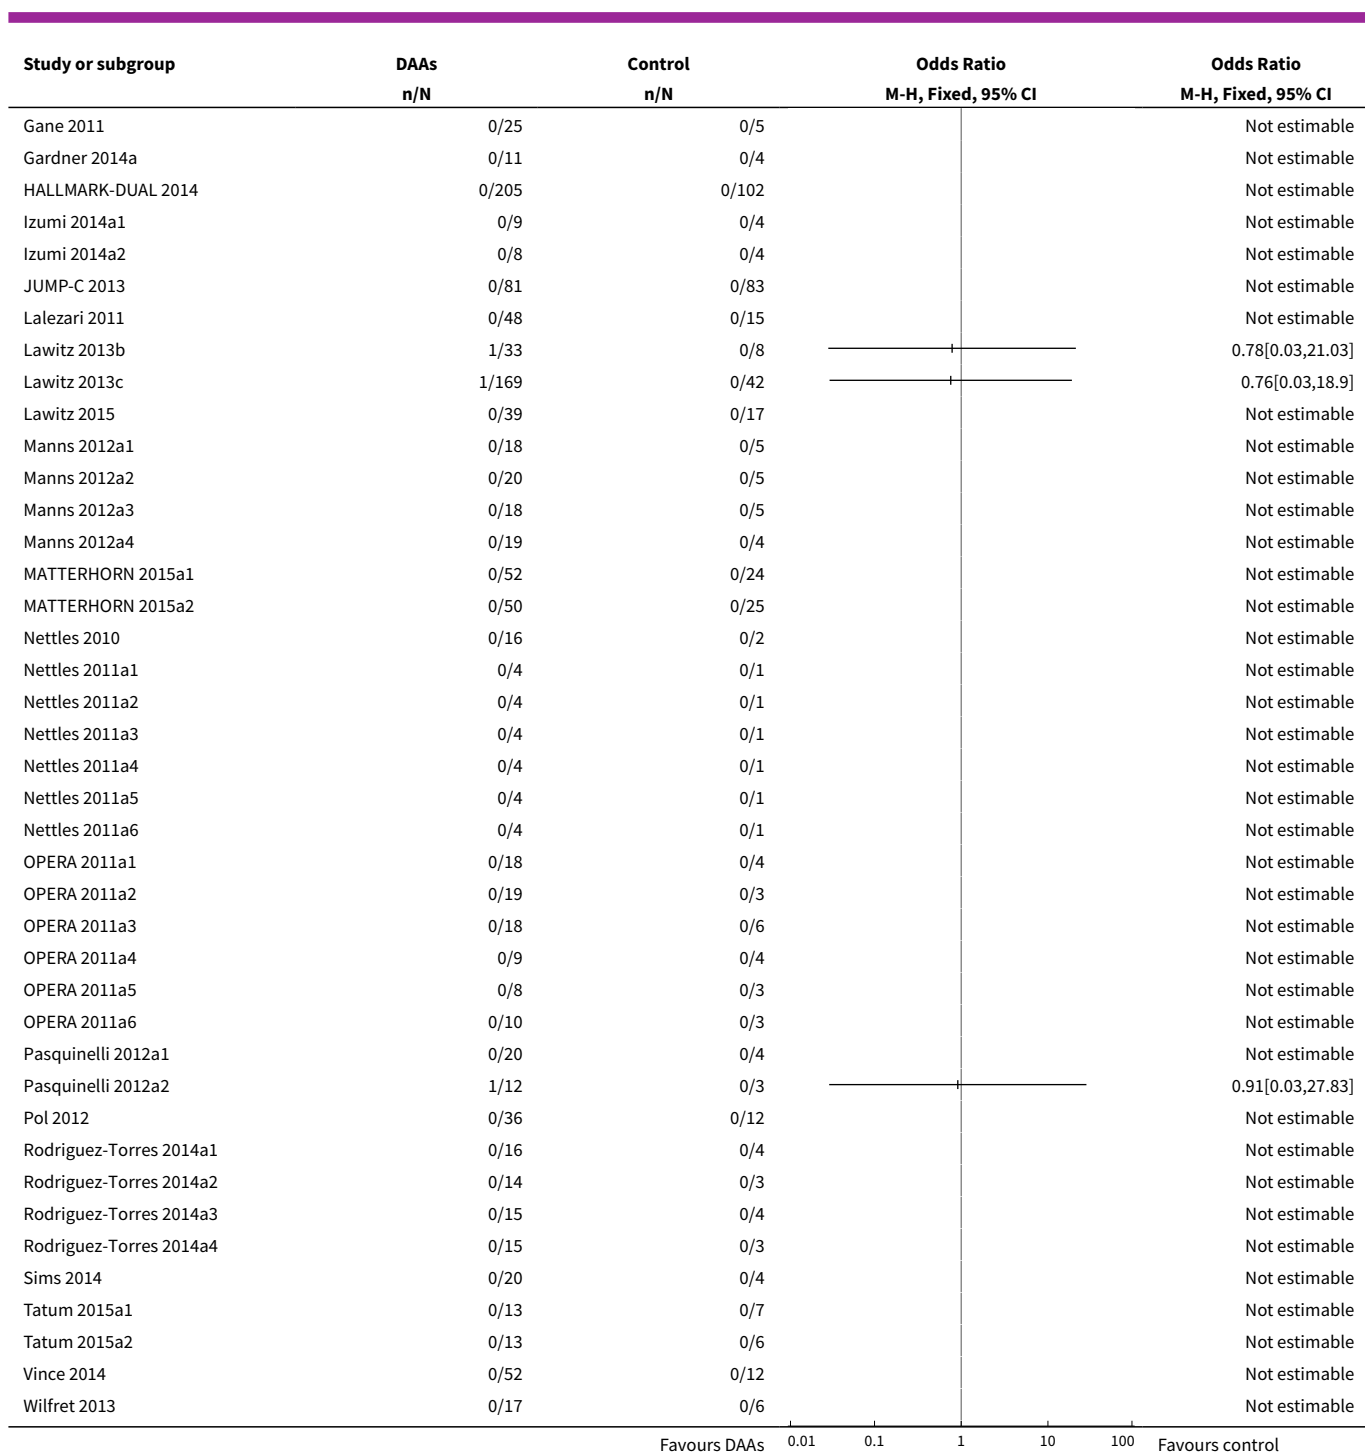 Study or subgroup DAAs Control Odds Ratio Odds Ratio
n/N n/N M-H, Fixed, 95% CI M-H, Fixed, 95% CI
Gane 2011 0/25 0/5 Not estimable
Gardner 2014a 0/11 0/4 Not estimable
HALLMARK-DUAL 2014 0/205 0/102 Not estimable
Izumi 2014a1 0/9 0/4 Not estimable
Izumi 2014a2 0/8 0/4 Not estimable
JUMP-C 2013 0/81 0/83 Not estimable
Lalezari 2011 0/48 0/15 Not estimable
Lawitz 2013b 1/33 0/8 0.78[0.03,21.03]
Lawitz 2013c 1/169 0/42 0.76[0.03,18.9]
Lawitz 2015 0/39 0/17 Not estimable
Manns 2012a1 0/18 0/5 Not estimable
Manns 2012a2 0/20 0/5 Not estimable
Manns 2012a3 0/18 0/5 Not estimable
Manns 2012a4 0/19 0/4 Not estimable
MATTERHORN 2015a1 0/52 0/24 Not estimable
MATTERHORN 2015a2 0/50 0/25 Not estimable
Nettles 2010 0/16 0/2 Not estimable
Nettles 2011a1 0/4 0/1 Not estimable
Nettles 2011a2 0/4 0/1 Not estimable
Nettles 2011a3 0/4 0/1 Not estimable
Nettles 2011a4 0/4 0/1 Not estimable
Nettles 2011a5 0/4 0/1 Not estimable
Nettles 2011a6 0/4 0/1 Not estimable
OPERA 2011a1 0/18 0/4 Not estimable
OPERA 2011a2 0/19 0/3 Not estimable
OPERA 2011a3 0/18 0/6 Not estimable
OPERA 2011a4 0/9 0/4 Not estimable
OPERA 2011a5 0/8 0/3 Not estimable
OPERA 2011a6 0/10 0/3 Not estimable
Pasquinelli 2012a1 0/20 0/4 Not estimable
Pasquinelli 2012a2 1/12 0/3 0.91[0.03,27.83]
Pol 2012 0/36 0/12 Not estimable
Rodriguez-Torres 2014a1 0/16 0/4 Not estimable
Rodriguez-Torres 2014a2 0/14 0/3 Not estimable
Rodriguez-Torres 2014a3 0/15 0/4 Not estimable
Rodriguez-Torres 2014a4 0/15 0/3 Not estimable
Sims 2014 0/20 0/4 Not estimable
Tatum 2015a1 0/13 0/7 Not estimable
Tatum 2015a2 0/13 0/6 Not estimable
Vince 2014 0/52 0/12 Not estimable
Wilfret 2013 0/17 0/6 Not estimable
Favours DAAs 0.01 0.1 1 10 100 Favours control